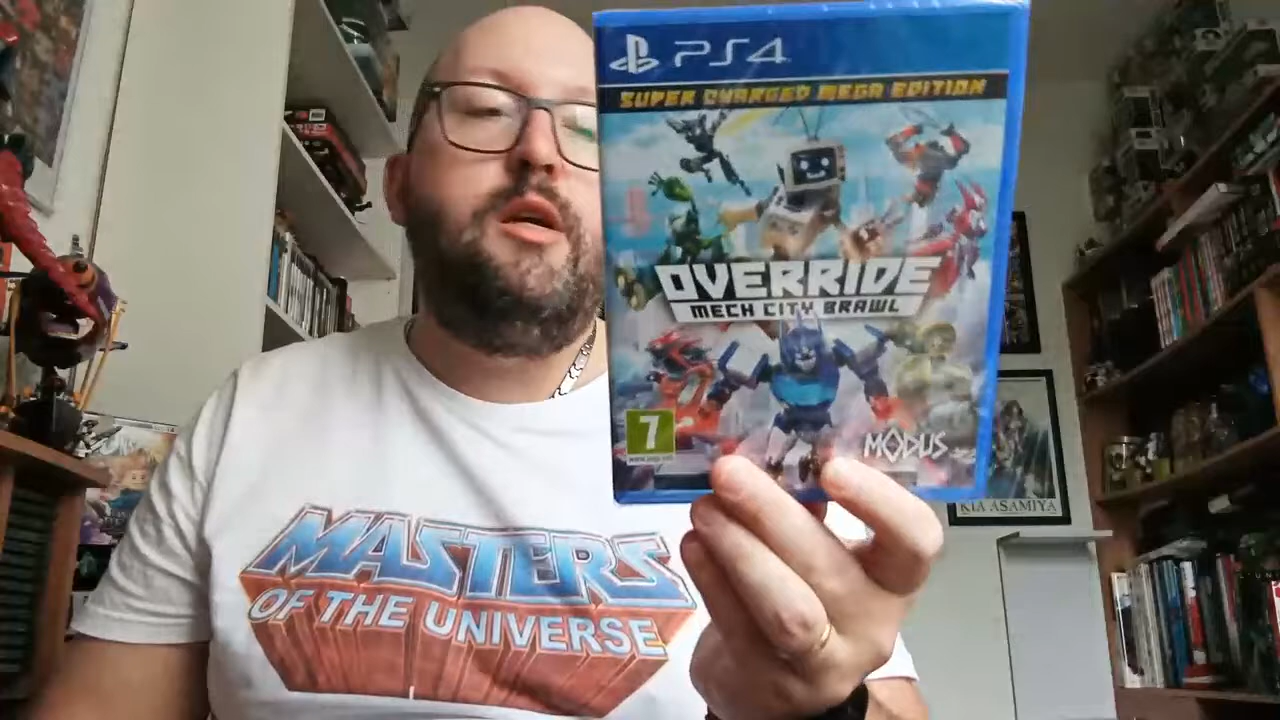 PS4
SUPER CHARGED MEGA EDITION
OVERRIDE
MECH CITY BRAWL
7
MODUS
MASTERS
OF THE UNIVERSE
KIA ASAMIYA